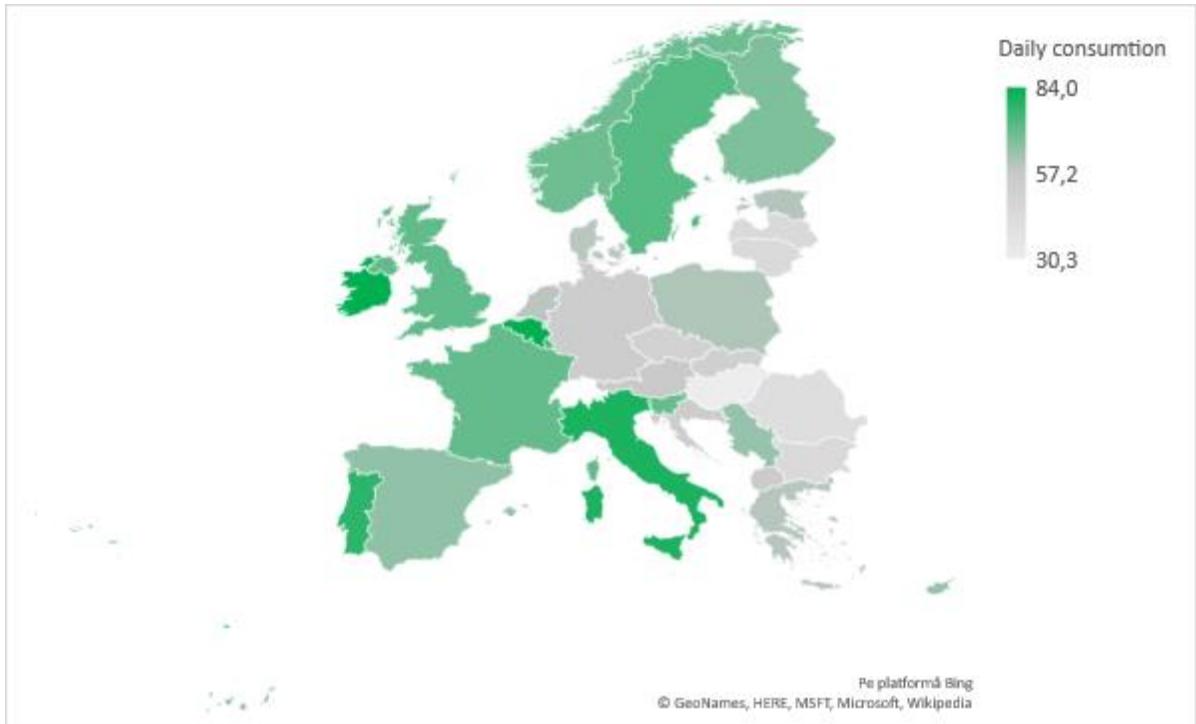 Daily consumtion
84,0
57,2
30,3
Pe platformă Bing
© GeoNames, HERE, MSFT, Microsoft, Wikipedia